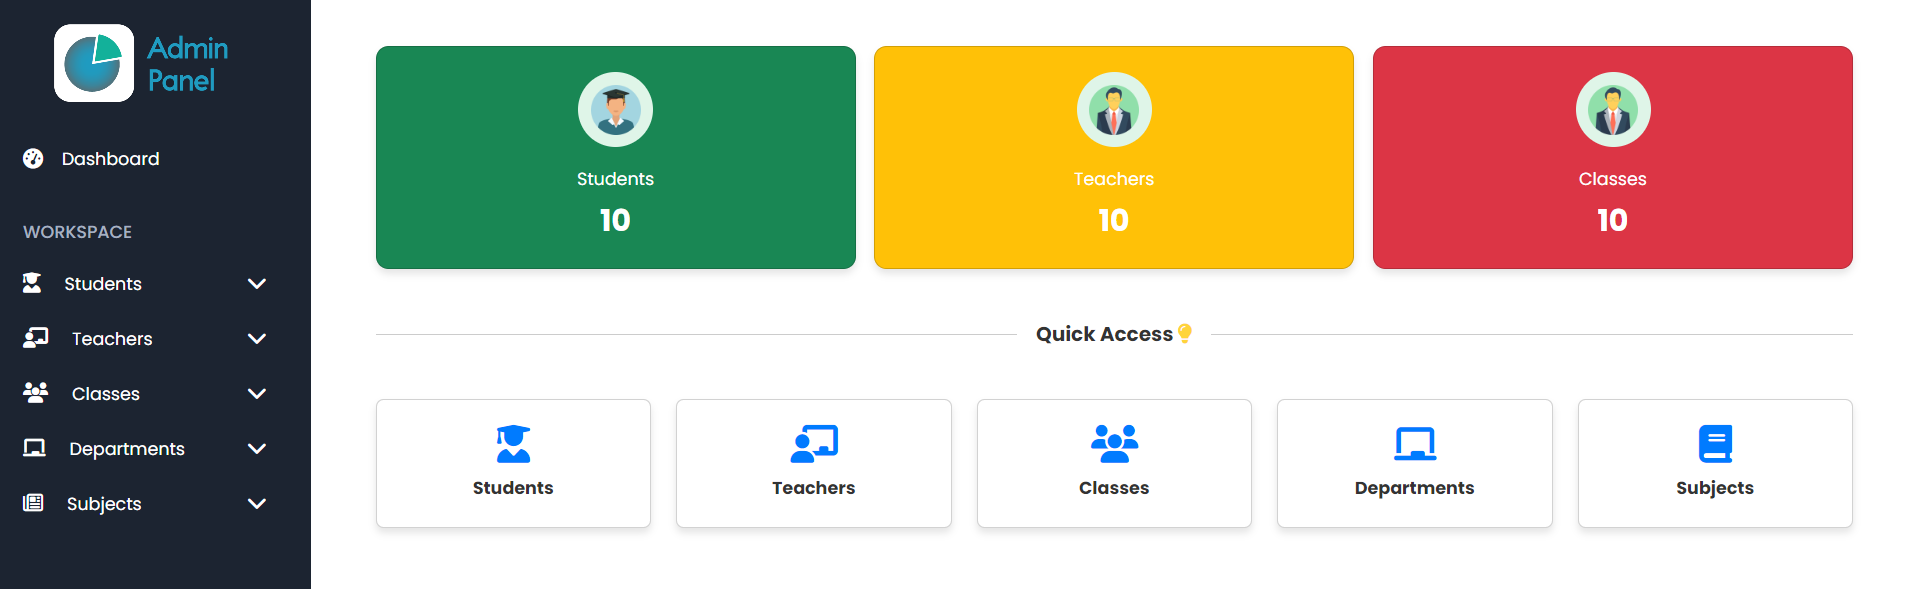 Admin
Panel
Dashboard
WORKSPACE
Students
Teachers
Classes
Departments
Subjects
Students
10
Teachers
10
Classes
10
Quick Access
Students
Teachers
Classes
Departments
Subjects